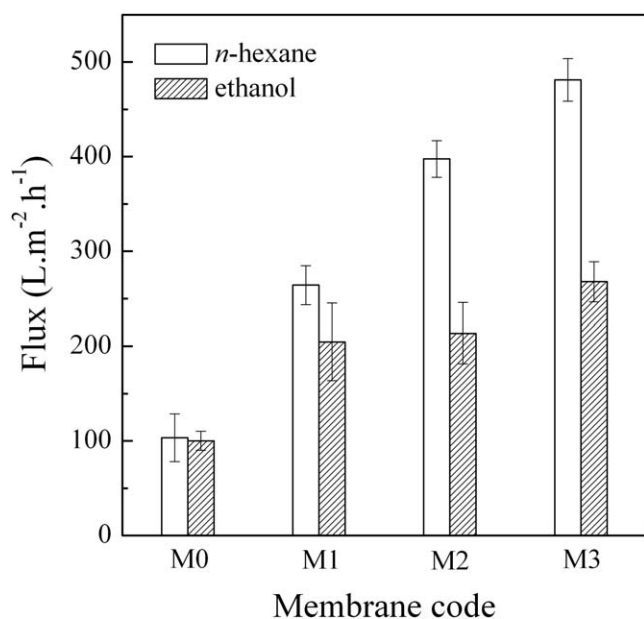 n-hexane
ethanol
Flux (L.m⁻².h⁻¹)
500
400
300
200
100
0
M0 M1 M2 M3
Membrane code